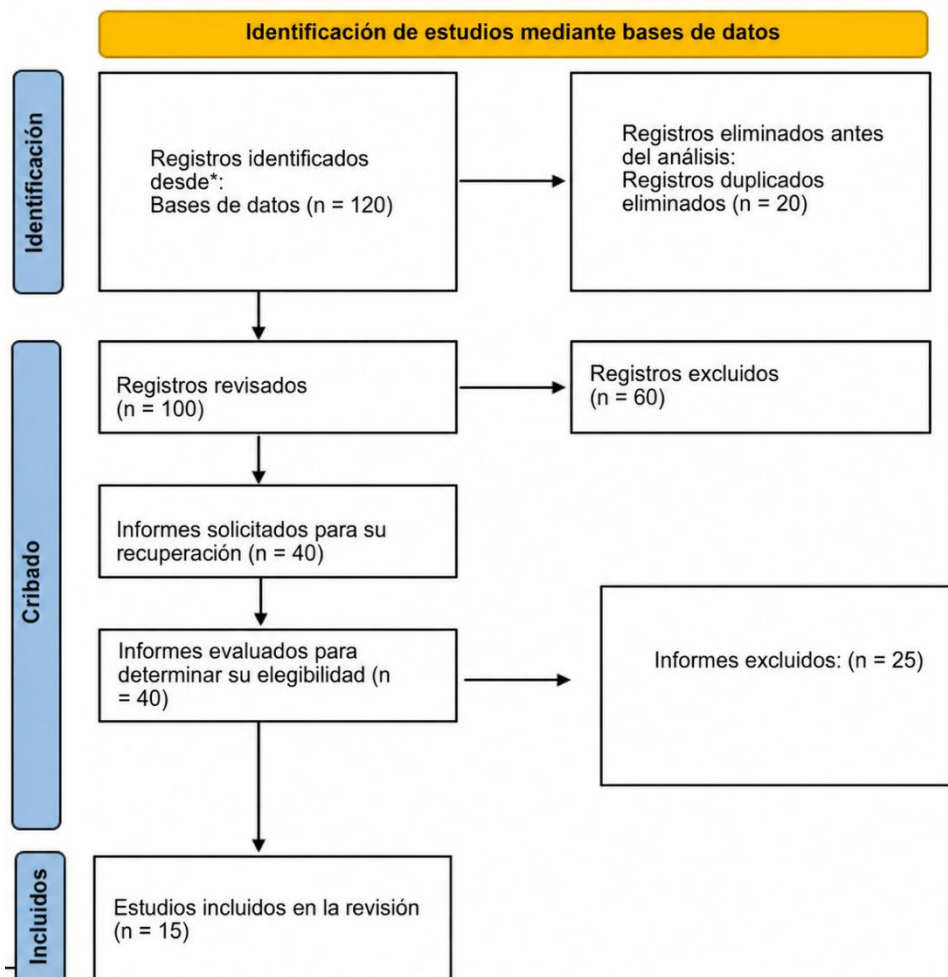 Identificación de estudios mediante bases de datos
Identificación
Registros identificados
desde*:
Bases de datos (n = 120)
Registros eliminados antes
del análisis:
Registros duplicados
eliminados (n = 20)
Cribado
Registros revisados
(n = 100)
Registros excluidos
(n = 60)
Informes solicitados para su
recuperación (n = 40)
Informes evaluados para
determinar su elegibilidad (n
= 40)
Informes excluidos: (n = 25)
Incluidos
Estudios incluidos en la revisión
(n = 15)